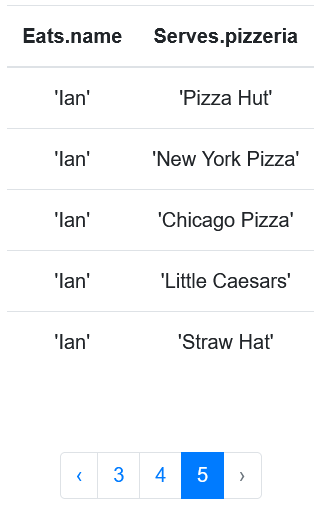 Eats.name Serves.pizzeria
'Ian' 'Pizza Hut'
'Ian' 'New York Pizza'
'Ian' 'Chicago Pizza'
'Ian' 'Little Caesars'
'Ian' 'Straw Hat'
‹ 3 4 5 ›